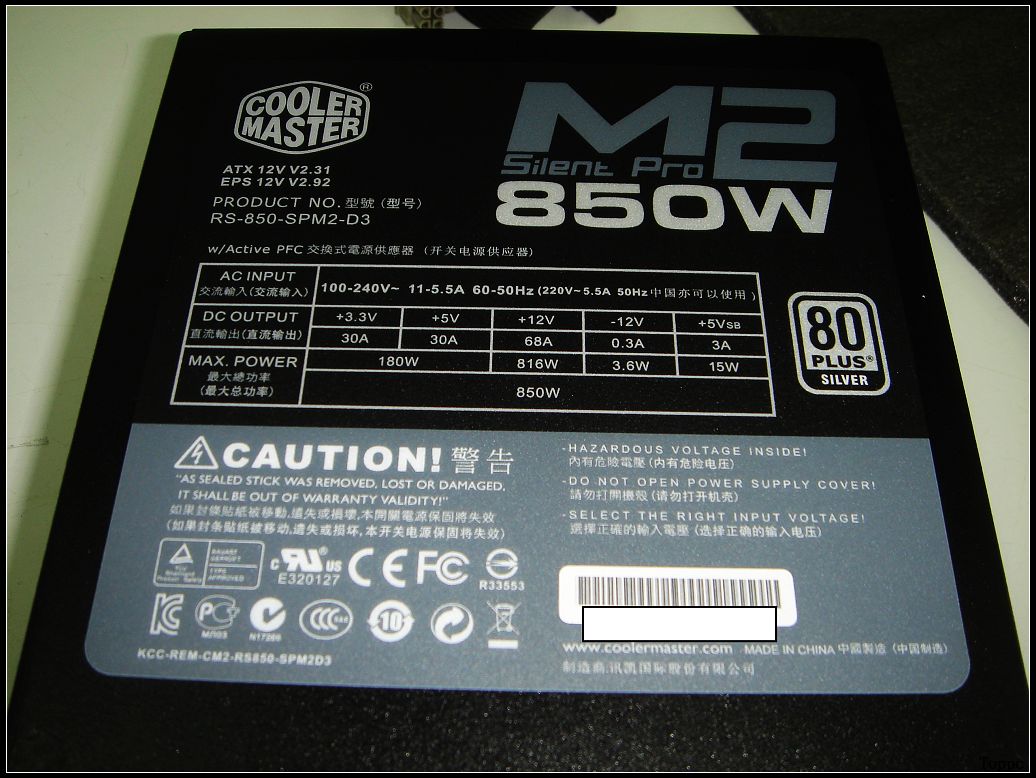 COOLER MASTER ®
M2
Silent Pro
850W
ATX 12V V2.31
EPS 12V V2.92
PRODUCT NO. 型號 (型号)
RS-850-SPM2-D3
w/Active PFC 交換式電源供應器 (开关电源供应器)
AC INPUT 100-240V~ 11-5.5A 60-50Hz (220V~5.5A 50Hz 中国亦可以使用)
交流輸入(交流输入)
DC OUTPUT +3.3V +5V +12V -12V +5VSB
直流輸出(直流输出) 30A 30A 68A 0.3A 3A
MAX. POWER 180W 816W 3.6W 15W
最大總功率
(最大总功率) 850W
80
PLUS®
SILVER
CAUTION! 警告
"AS SEALED STICK WAS REMOVED, LOST OR DAMAGED,
IT SHALL BE OUT OF WARRANTY VALIDITY!"
如果封條貼紙被移動,遺失或損壞,本開關電源保固將失效
(如果封条贴纸被移动,遗失或损坏,本开关电源保固将失效)
-HAZARDOUS VOLTAGE INSIDE!
內有危險電壓 (内有危险电压)
-DO NOT OPEN POWER SUPPLY COVER!
請勿打開機殼 (请勿打开机壳)
-SELECT THE RIGHT INPUT VOLTAGE!
選擇正確的輸入電壓 (选择正确的输入电压)
TYPE
APPROVED
c UR ® US
E320127
CE
FC
R33553
N17266
10
KCC-REM-CM2-RS850-SPM2D3
www.coolermaster.com MADE IN CHINA 中國製造 (中国制造)
制造商:讯凯国际股份有限公司